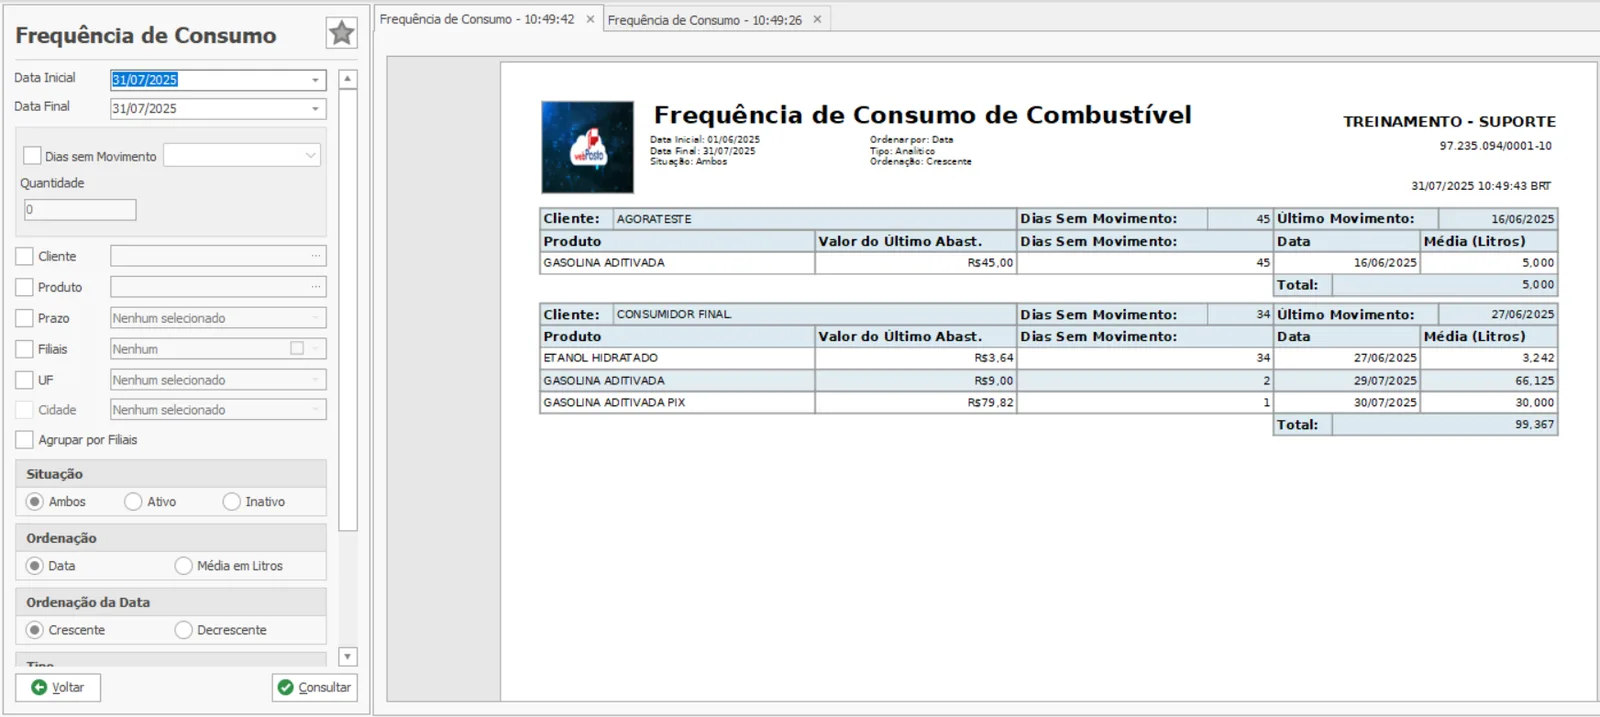 Frequência de Consumo
Data Inicial 31/07/2025
Data Final 31/07/2025
Dias sem Movimento
Quantidade
0
Cliente ...
Produto ...
Prazo Nenhum selecionado
Filiais Nenhum
UF Nenhum selecionado
Cidade Nenhum selecionado
Agrupar por Filiais
Situação
Ambos Ativo Inativo
Ordenação
Data Média em Litros
Ordenação da Data
Crescente Decrescente
Tipo
Voltar Consultar
Frequência de Consumo - 10:49:42 × Frequência de Consumo - 10:49:26 ×
webPosto
Frequência de Consumo de Combustível
Data Inicial: 01/06/2025 Ordenar por: Data
Data Final: 31/07/2025 Tipo: Analítico
Situação: Ambos Ordenação: Crescente
TREINAMENTO - SUPORTE
97.235.094/0001-10
31/07/2025 10:49:43 BRT
Cliente: AGORATESTE Dias Sem Movimento: 45 Último Movimento: 16/06/2025
Produto Valor do Último Abast. Dias Sem Movimento: Data Média (Litros)
GASOLINA ADITIVADA R$45,00 45 16/06/2025 5,000
Total: 5,000
Cliente: CONSUMIDOR FINAL. Dias Sem Movimento: 34 Último Movimento: 27/06/2025
Produto Valor do Último Abast. Dias Sem Movimento: Data Média (Litros)
ETANOL HIDRATADO R$3,64 34 27/06/2025 3,242
GASOLINA ADITIVADA R$9,00 2 29/07/2025 66,125
GASOLINA ADITIVADA PIX R$79,82 1 30/07/2025 30,000
Total: 99,367